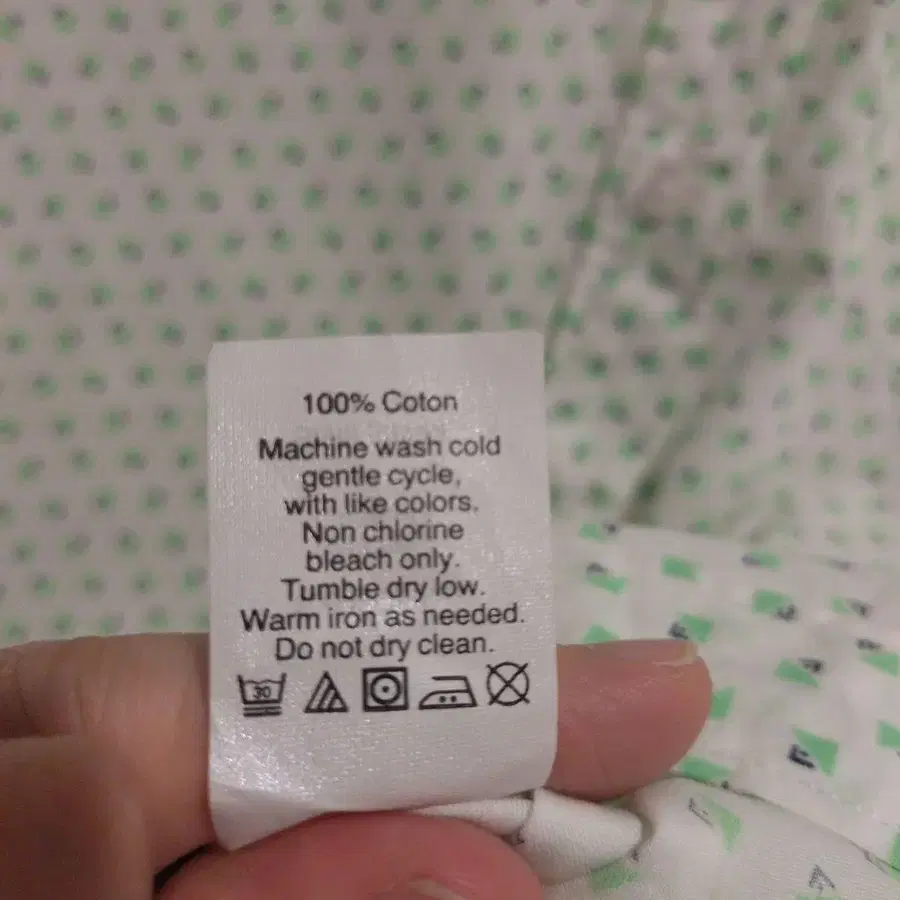 100% Coton
Machine wash cold
gentle cycle,
with like colors.
Non chlorine
bleach only.
Tumble dry low.
Warm iron as needed.
Do not dry clean.
30